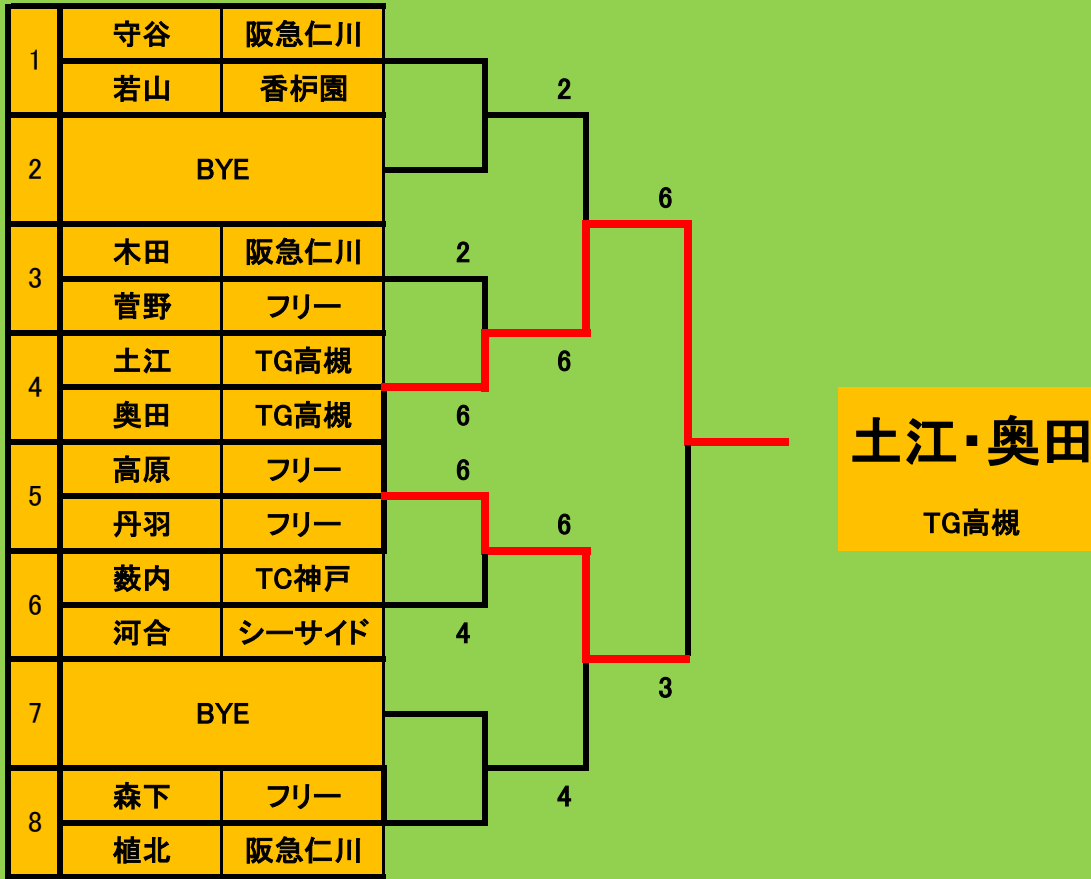 1
守谷 阪急仁川
若山 香枦園
2
BYE
3
木田 阪急仁川
菅野 フリー
4
土江 TG高槻
奥田 TG高槻
5
高原 フリー
丹羽 フリー
6
薮内 TC神戸
河合 シーサイド
7
BYE
8
森下 フリー
植北 阪急仁川
2
6
6
4
2
6
6
4
6
3
土江・奥田
TG高槻